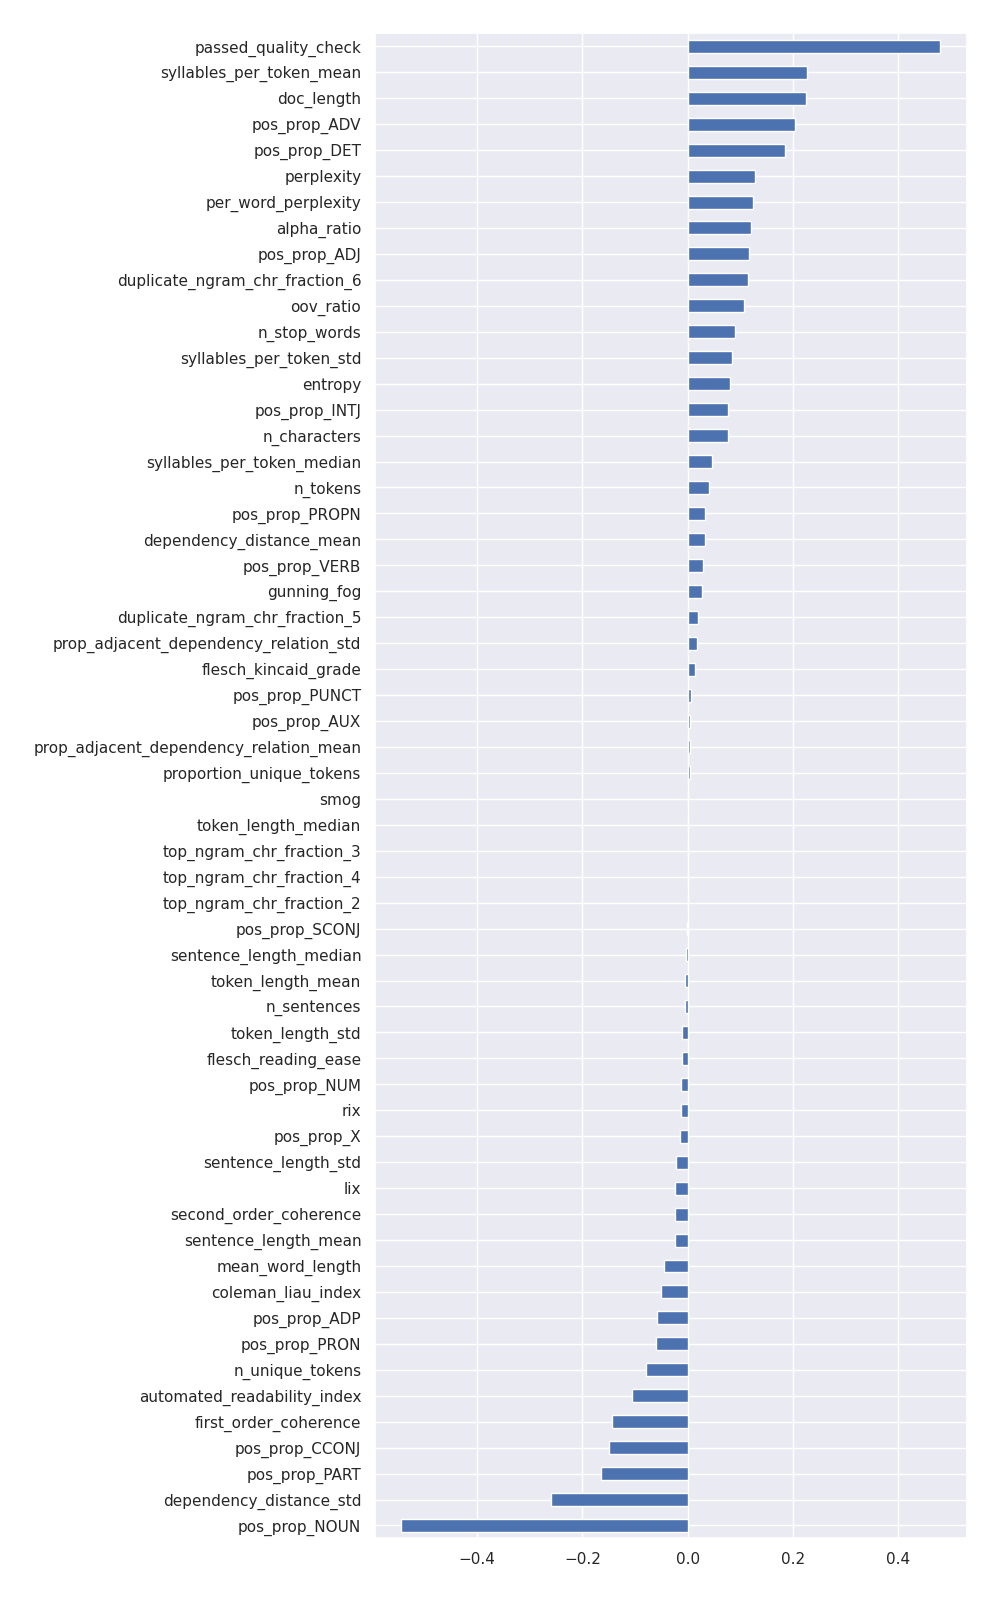 passed_quality_check
syllables_per_token_mean
doc_length
pos_prop_ADV
pos_prop_DET
perplexity
per_word_perplexity
alpha_ratio
pos_prop_ADJ
duplicate_ngram_chr_fraction_6
oov_ratio
n_stop_words
syllables_per_token_std
entropy
pos_prop_INTJ
n_characters
syllables_per_token_median
n_tokens
pos_prop_PROPN
dependency_distance_mean
pos_prop_VERB
gunning_fog
duplicate_ngram_chr_fraction_5
prop_adjacent_dependency_relation_std
flesch_kincaid_grade
pos_prop_PUNCT
pos_prop_AUX
prop_adjacent_dependency_relation_mean
proportion_unique_tokens
smog
token_length_median
top_ngram_chr_fraction_3
top_ngram_chr_fraction_4
top_ngram_chr_fraction_2
pos_prop_SCONJ
sentence_length_median
token_length_mean
n_sentences
token_length_std
flesch_reading_ease
pos_prop_NUM
rix
pos_prop_X
sentence_length_std
lix
second_order_coherence
sentence_length_mean
mean_word_length
coleman_liau_index
pos_prop_ADP
pos_prop_PRON
n_unique_tokens
automated_readability_index
first_order_coherence
pos_prop_CCONJ
pos_prop_PART
dependency_distance_std
pos_prop_NOUN
−0.4 −0.2 0.0 0.2 0.4